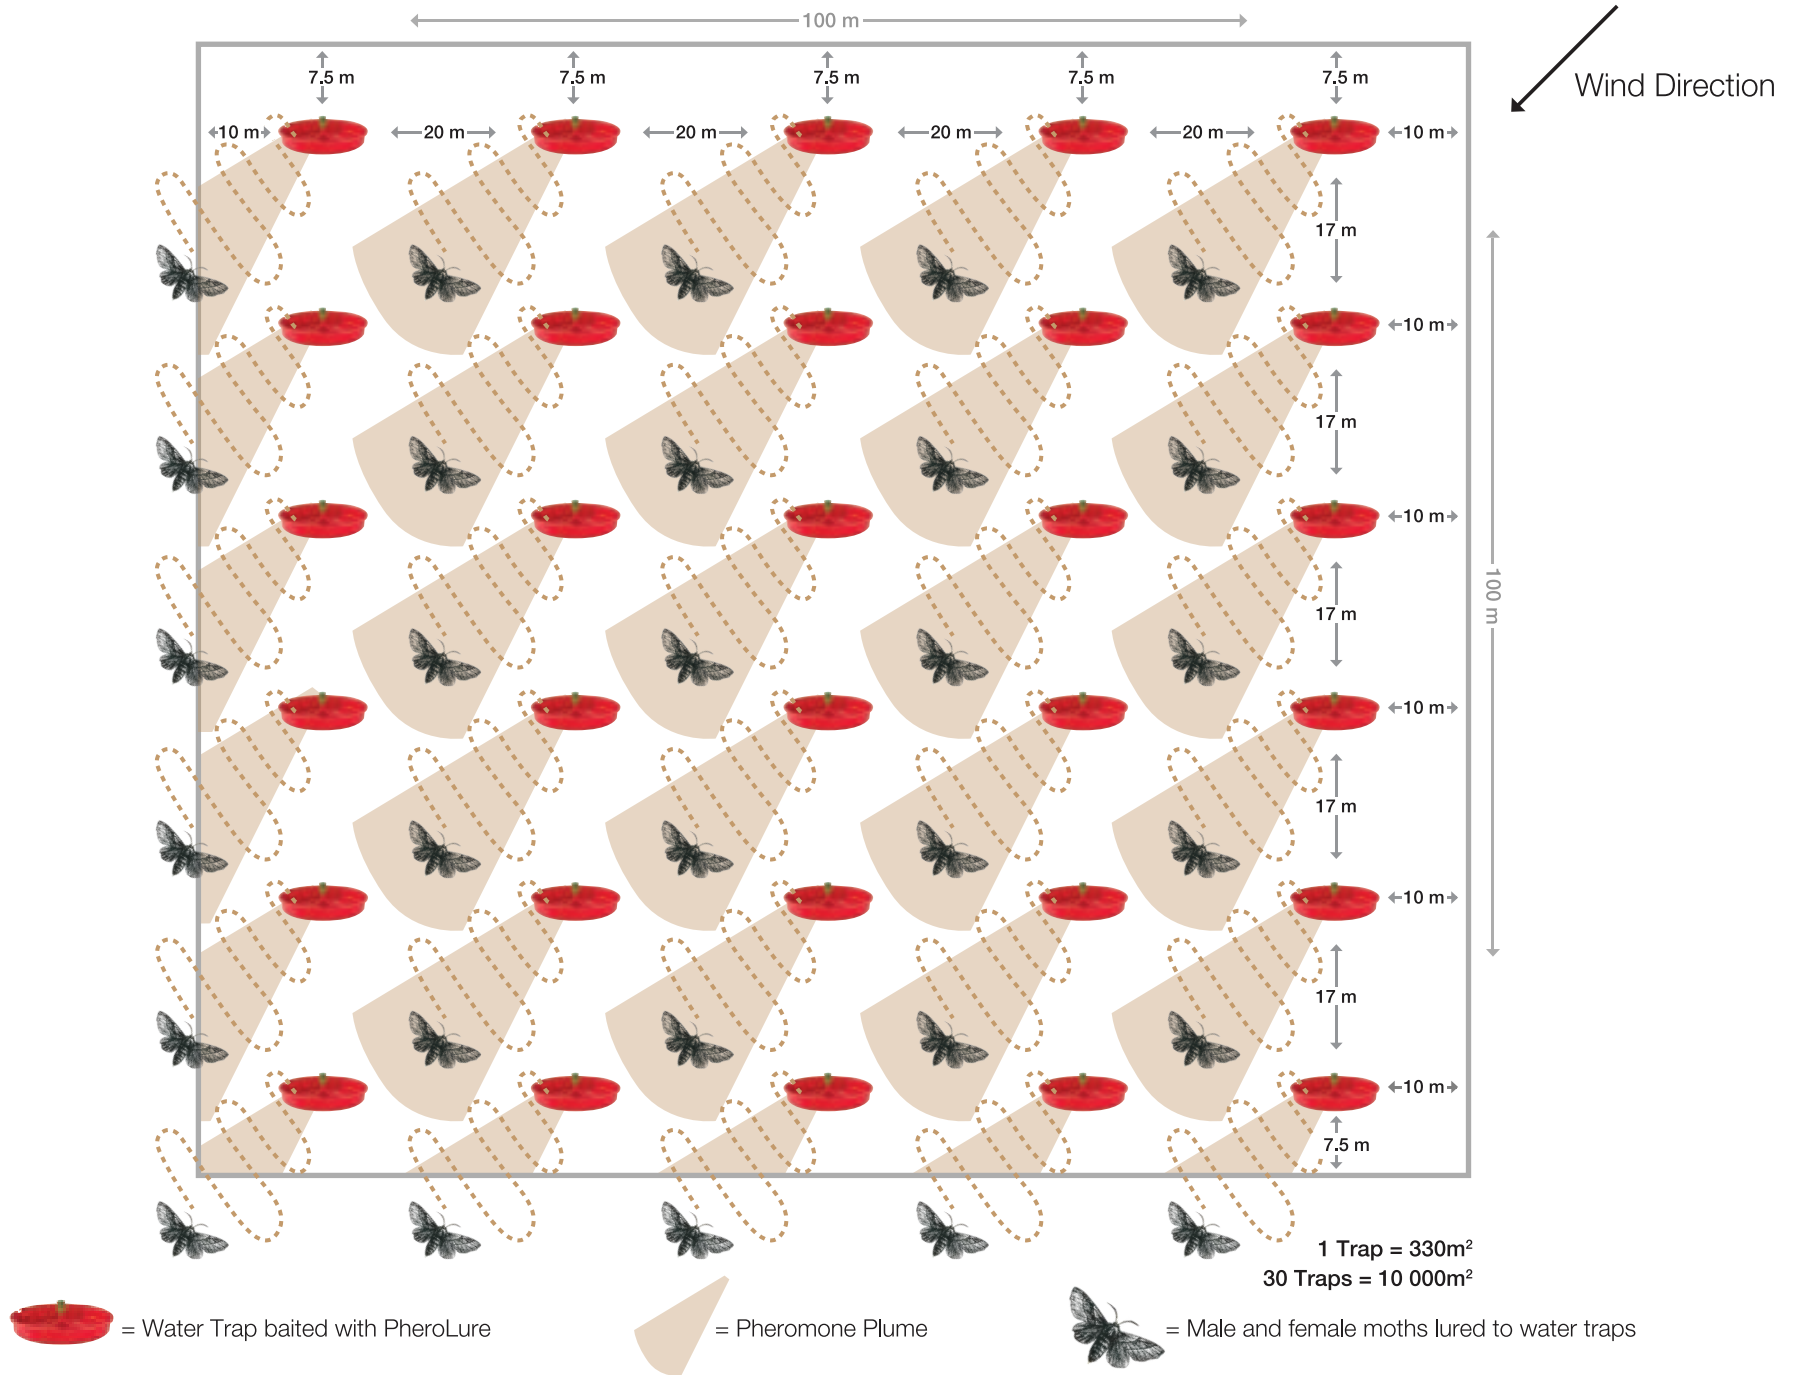 100 m
Wind Direction
7.5 m 7.5 m 7.5 m 7.5 m 7.5 m
10 m 20 m 20 m 20 m 20 m 10 m
17 m
10 m
17 m
10 m
17 m
100 m
10 m
17 m
10 m
17 m
10 m
7.5 m
1 Trap = 330m²
30 Traps = 10 000m²
= Water Trap baited with PheroLure
= Pheromone Plume
= Male and female moths lured to water traps